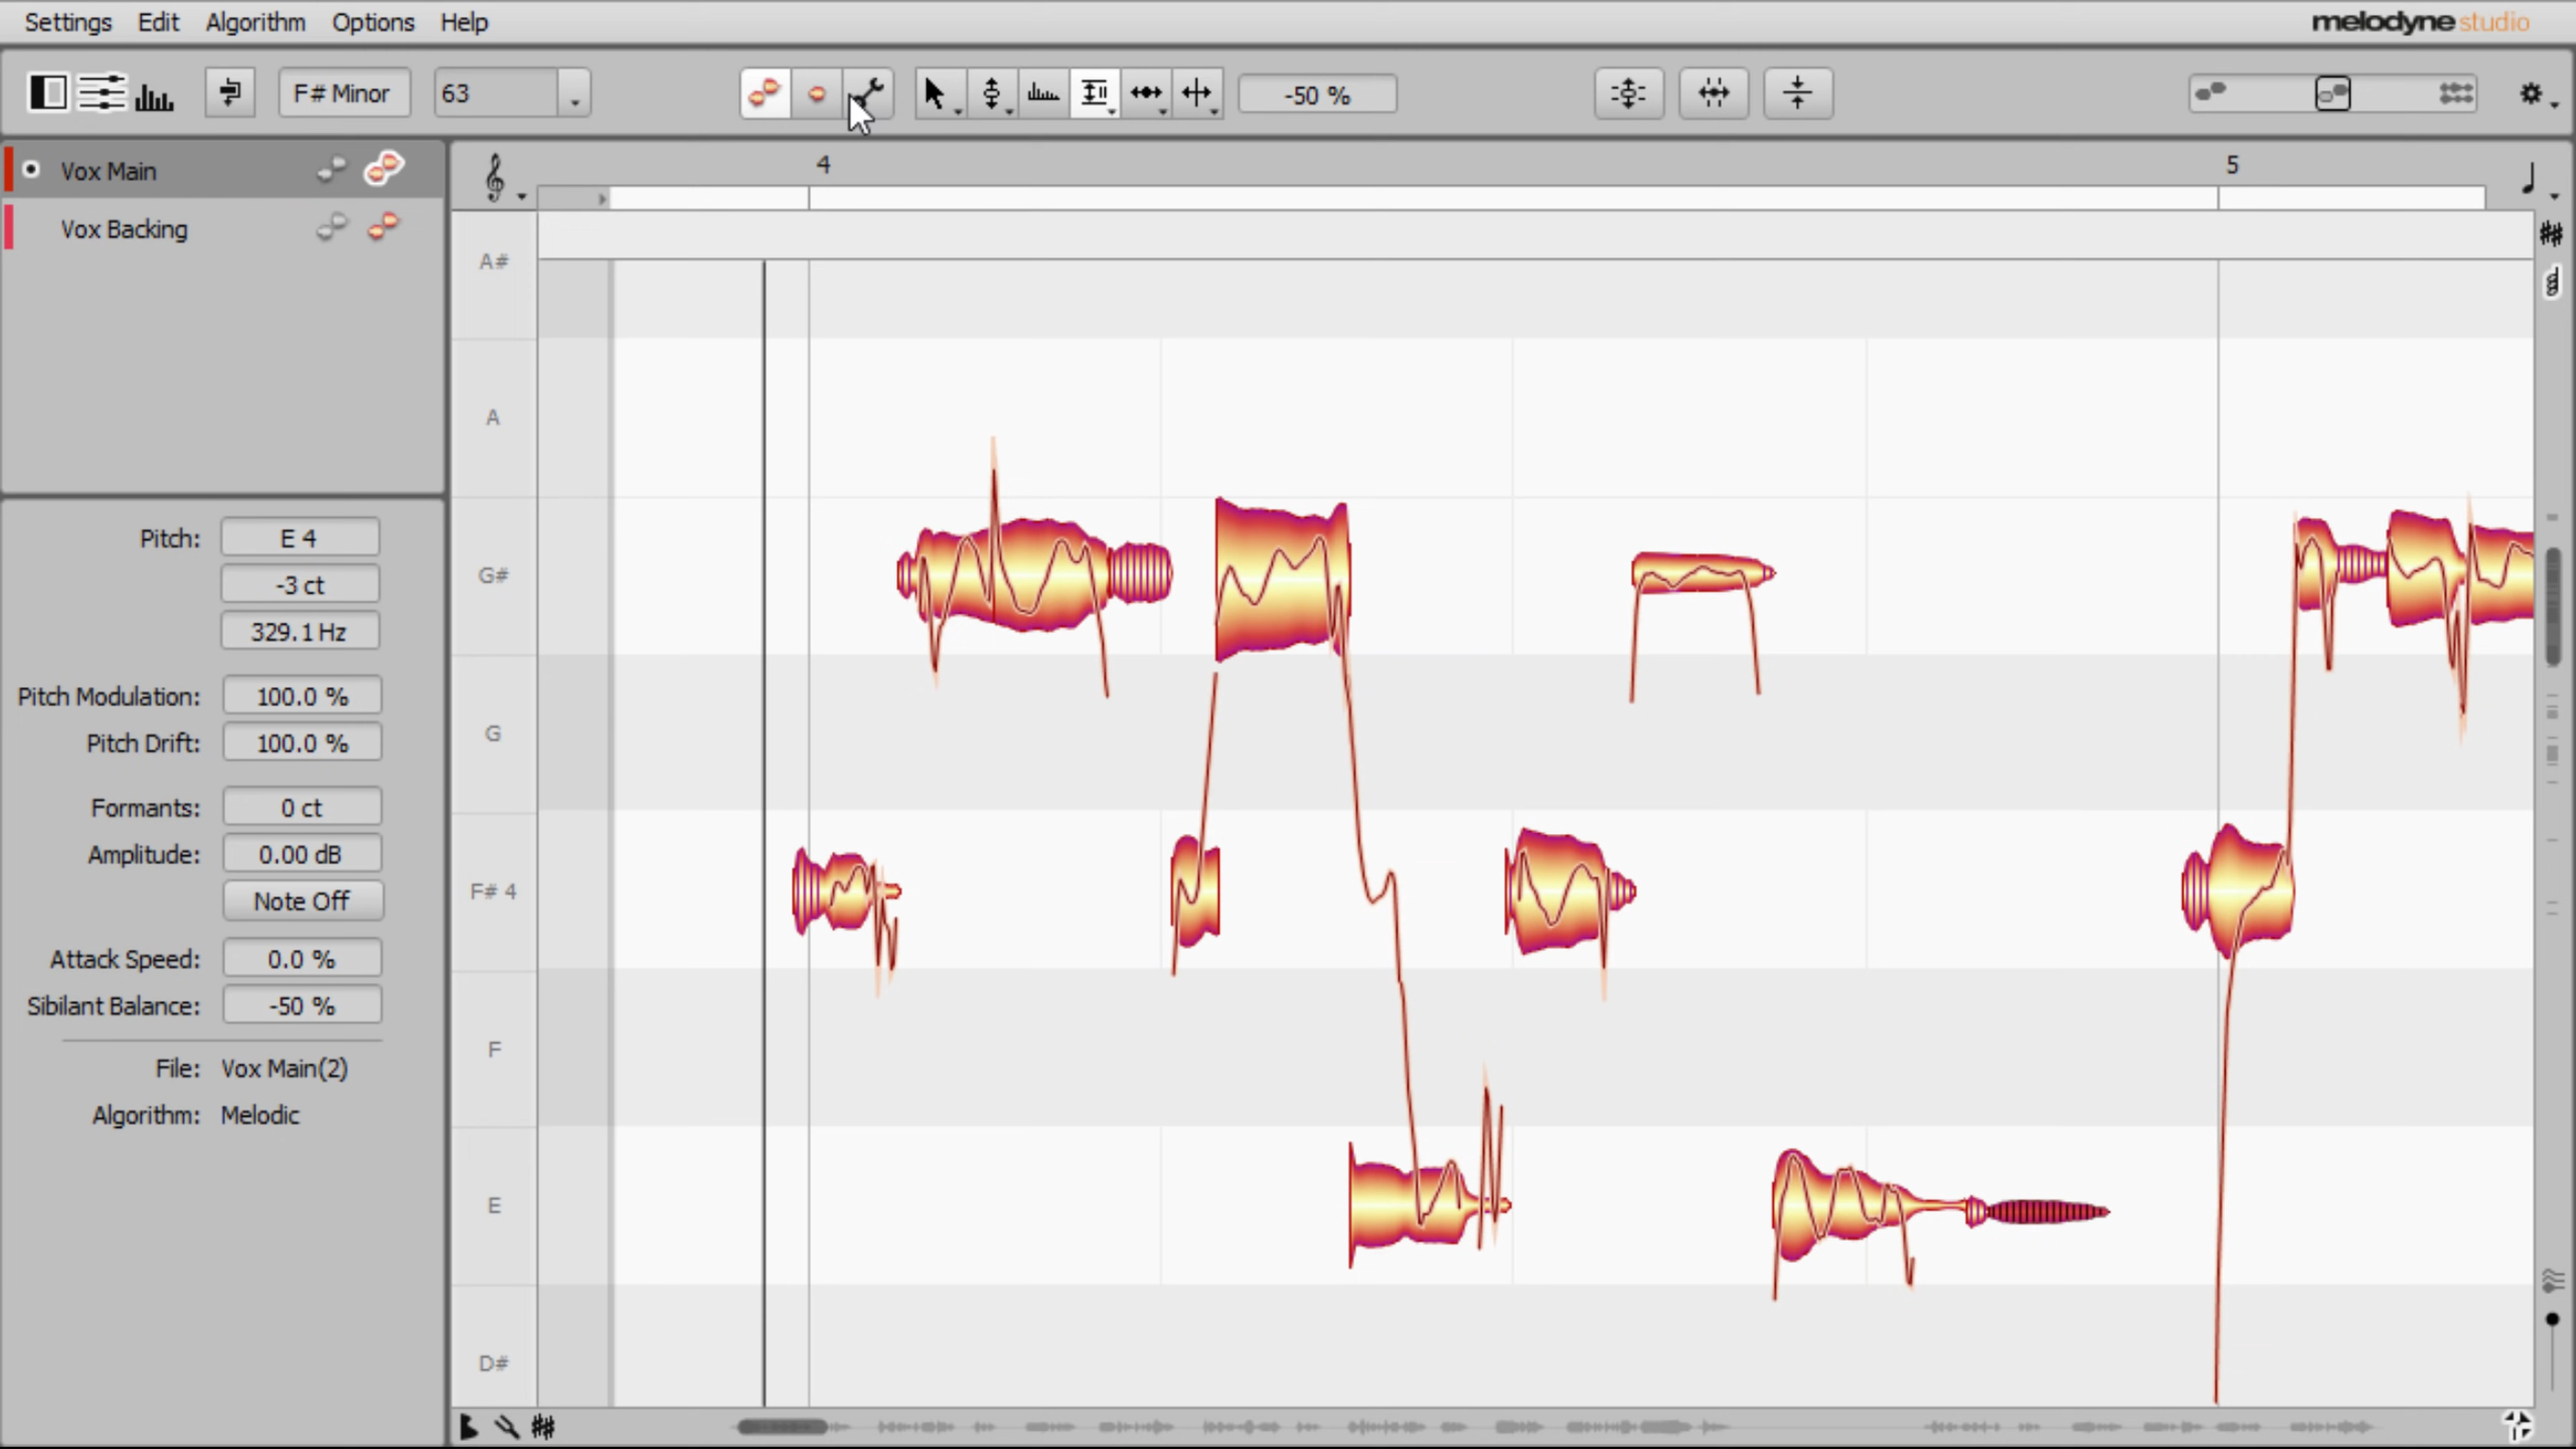 Settings Edit Algorithm Options Help melodyne studio
F# Minor 63 -50 %
Vox Main
Vox Backing
4 5
A#
A
G#
G
F# 4
F
E
D#
Pitch: E 4
-3 ct
329.1 Hz
Pitch Modulation: 100.0 %
Pitch Drift: 100.0 %
Formants: 0 ct
Amplitude: 0.00 dB
Note Off
Attack Speed: 0.0 %
Sibilant Balance: -50 %
File: Vox Main(2)
Algorithm: Melodic